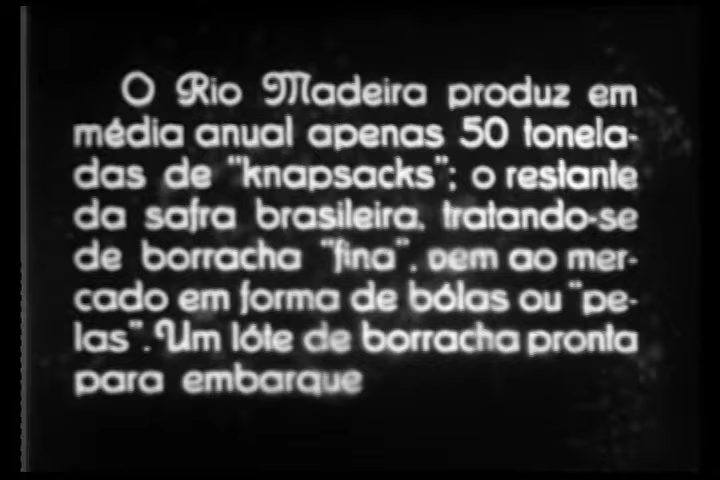 O Rio Madeira produz em
média anual apenas 50 tonela-
das de "knapsacks"; o restante
da safra brasileira, tratando-se
de borracha "fina", vem ao mer-
cado em forma de bólas ou "pe-
las". Um lóte de borracha pronta
para embarque